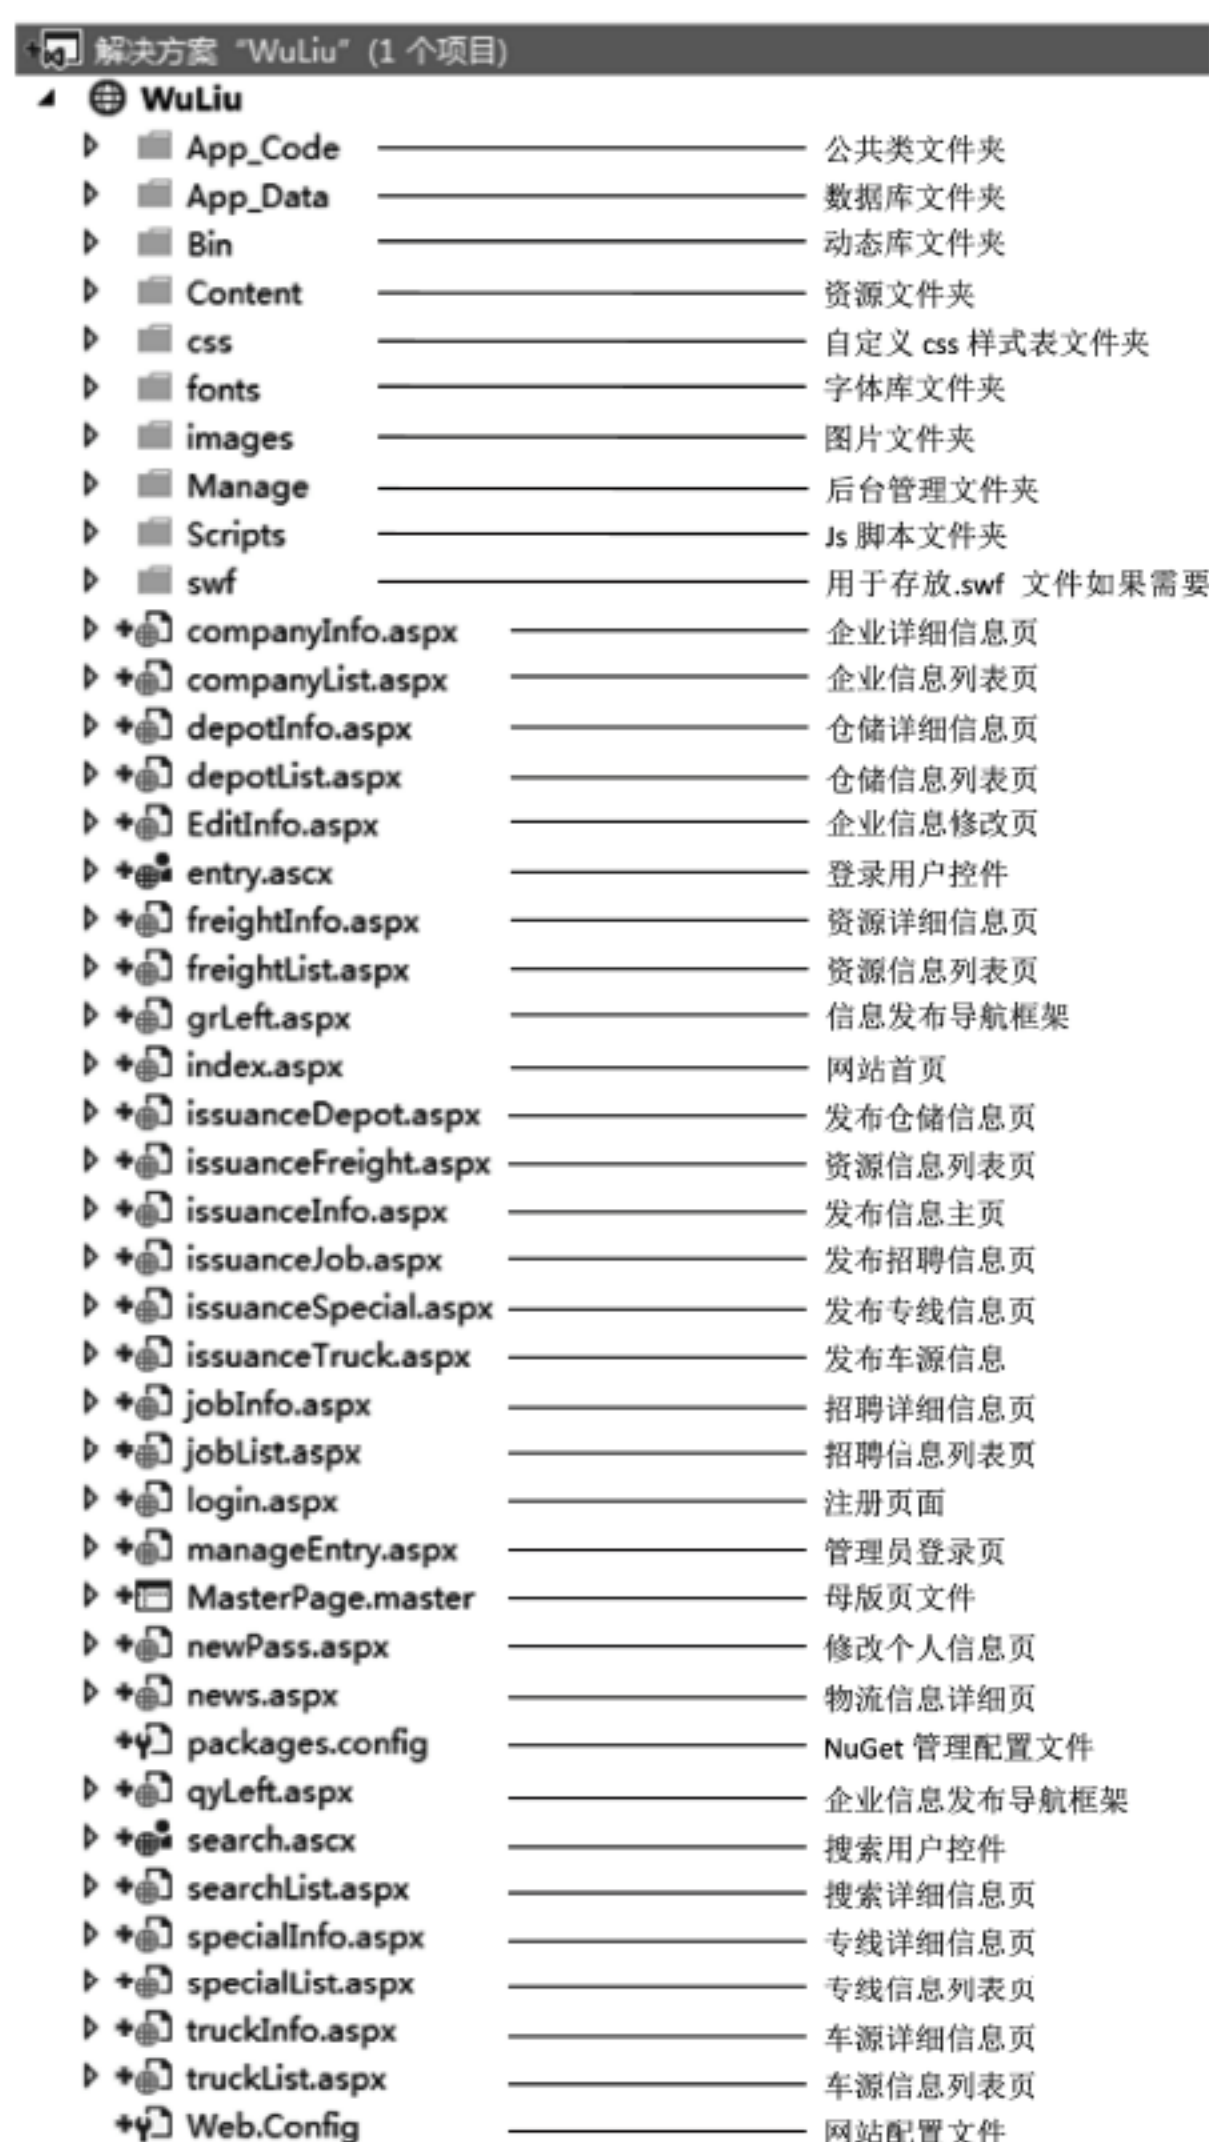 解决方案 “WuLiu” (1 个项目)
WuLiu
App_Code 公共类文件夹
App_Data 数据库文件夹
Bin 动态库文件夹
Content 资源文件夹
css 自定义 css 样式表文件夹
fonts 字体库文件夹
images 图片文件夹
Manage 后台管理文件夹
Scripts Js 脚本文件夹
swf 用于存放.swf 文件如果需要
companyInfo.aspx 企业详细信息页
companyList.aspx 企业信息列表页
depotInfo.aspx 仓储详细信息页
depotList.aspx 仓储信息列表页
EditInfo.aspx 企业信息修改页
entry.ascx 登录用户控件
freightInfo.aspx 资源详细信息页
freightList.aspx 资源信息列表页
grLeft.aspx 信息发布导航框架
index.aspx 网站首页
issuanceDepot.aspx 发布仓储信息页
issuanceFreight.aspx 资源信息列表页
issuanceInfo.aspx 发布信息主页
issuanceJob.aspx 发布招聘信息页
issuanceSpecial.aspx 发布专线信息页
issuanceTruck.aspx 发布车源信息
jobInfo.aspx 招聘详细信息页
jobList.aspx 招聘信息列表页
login.aspx 注册页面
manageEntry.aspx 管理员登录页
MasterPage.master 母版页文件
newPass.aspx 修改个人信息页
news.aspx 物流信息详细页
packages.config NuGet 管理配置文件
qyLeft.aspx 企业信息发布导航框架
search.ascx 搜索用户控件
searchList.aspx 搜索详细信息页
specialInfo.aspx 专线详细信息页
specialList.aspx 专线信息列表页
truckInfo.aspx 车源详细信息页
truckList.aspx 车源信息列表页
Web.Config 网站配置文件